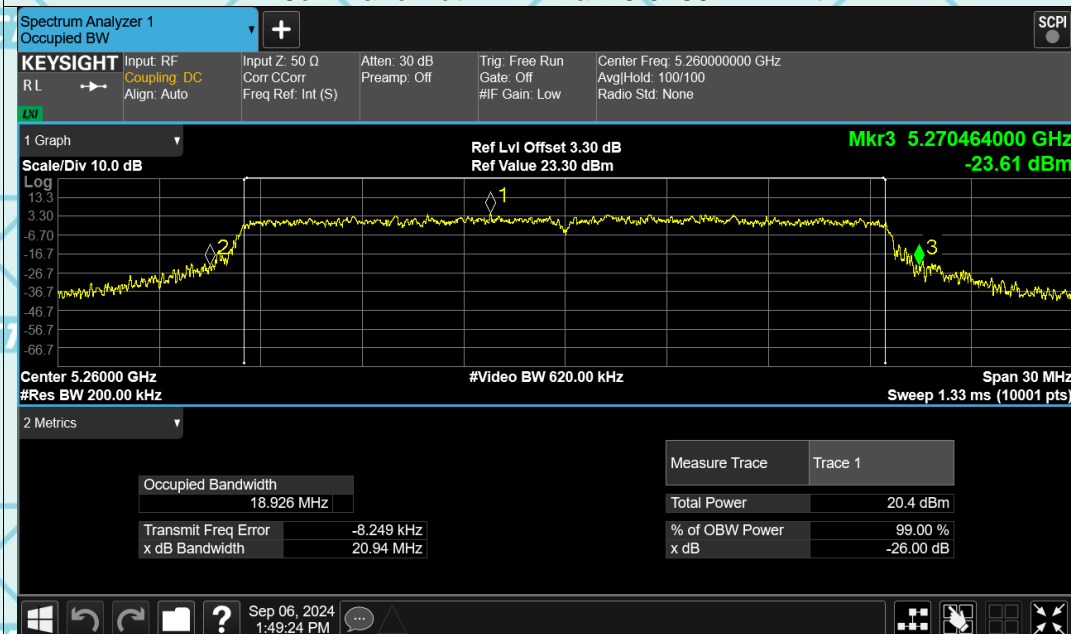 Spectrum Analyzer 1
Occupied BW
+
SCPI
KEYSIGHT
RL
LXI
Input: RF
Coupling: DC
Align: Auto
Input Z: 50 Ω
Corr CCorr
Freq Ref: Int (S)
Atten: 30 dB
Preamp: Off
Trig: Free Run
Gate: Off
#IF Gain: Low
Center Freq: 5.260000000 GHz
Avg|Hold: 100/100
Radio Std: None
1 Graph
Scale/Div 10.0 dB
Ref Lvl Offset 3.30 dB
Ref Value 23.30 dBm
Mkr3 5.270464000 GHz
-23.61 dBm
Log
13.3
3.30
-6.70
-16.7
-26.7
-36.7
-46.7
-56.7
-66.7
1
2
3
Center 5.26000 GHz
#Video BW 620.00 kHz
Span 30 MHz
#Res BW 200.00 kHz
Sweep 1.33 ms (10001 pts)
2 Metrics
Occupied Bandwidth
18.926 MHz
Transmit Freq Error -8.249 kHz
x dB Bandwidth 20.94 MHz
Measure Trace Trace 1
Total Power 20.4 dBm
% of OBW Power 99.00 %
x dB -26.00 dB
?
Sep 06, 2024
1:49:24 PM